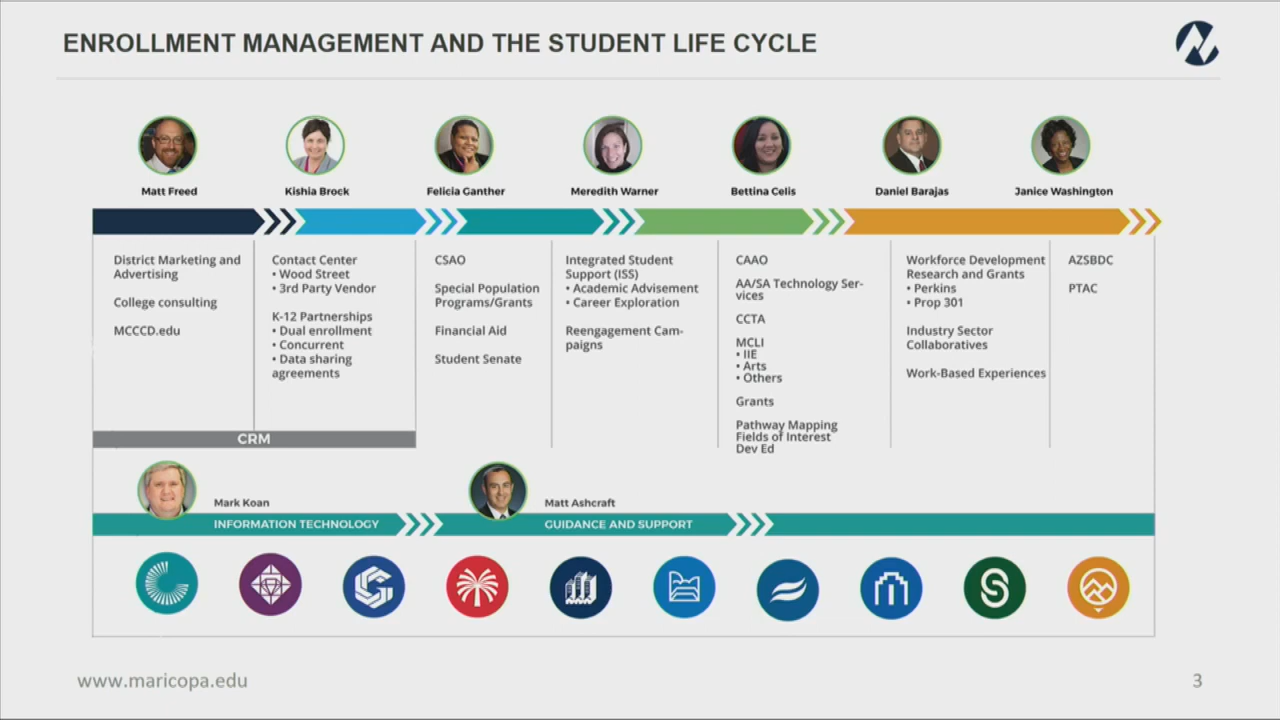 ENROLLMENT MANAGEMENT AND THE STUDENT LIFE CYCLE
Matt Freed
Kishia Brock
Felicia Ganther
Meredith Warner
Bettina Celis
Daniel Barajas
Janice Washington
District Marketing and
Advertising
College consulting
MCCCD.edu
Contact Center
• Wood Street
• 3rd Party Vendor
K-12 Partnerships
• Dual enrollment
• Concurrent
• Data sharing
agreements
CRM
CSAO
Special Population
Programs/Grants
Financial Aid
Student Senate
Integrated Student
Support (ISS)
• Academic Advisement
• Career Exploration
Reengagement Cam-
paigns
CAAO
AA/SA Technology Ser-
vices
CCTA
MCLI
• IIE
• Arts
• Others
Grants
Pathway Mapping
Fields of Interest
Dev Ed
Workforce Development
Research and Grants
• Perkins
• Prop 301
Industry Sector
Collaboratives
Work-Based Experiences
AZSBDC
PTAC
Mark Koan
INFORMATION TECHNOLOGY
Matt Ashcraft
GUIDANCE AND SUPPORT
www.maricopa.edu
3